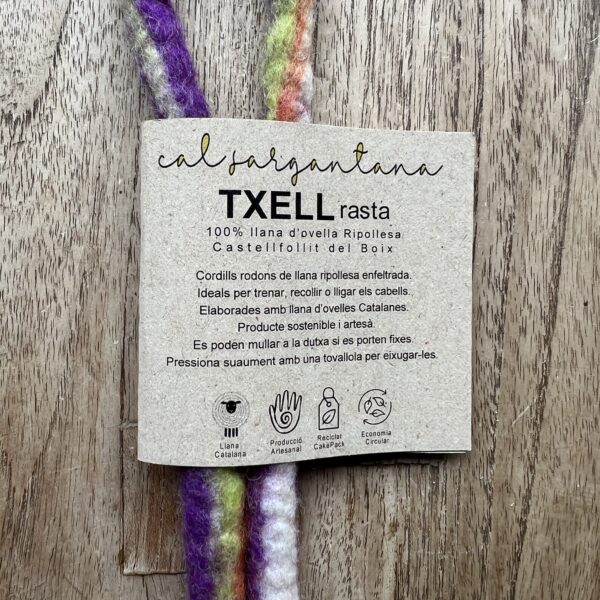 cal sargantana
TXELL rasta
100% llana d'ovella Ripollesa
Castellfollit del Boix
Cordills rodons de llana ripollesa enfeltrada.
Ideals per trenar, recollir o lligar els cabells.
Elaborades amb llana d'ovelles Catalanes.
Producte sostenible i artesà.
Es poden mullar a la dutxa si es porten fixes.
Pressiona suaument amb una tovallola per eixugar-les.
Llana
Catalana
Producció
Artesanal
Reciclar
CakePack
Economia
Circular